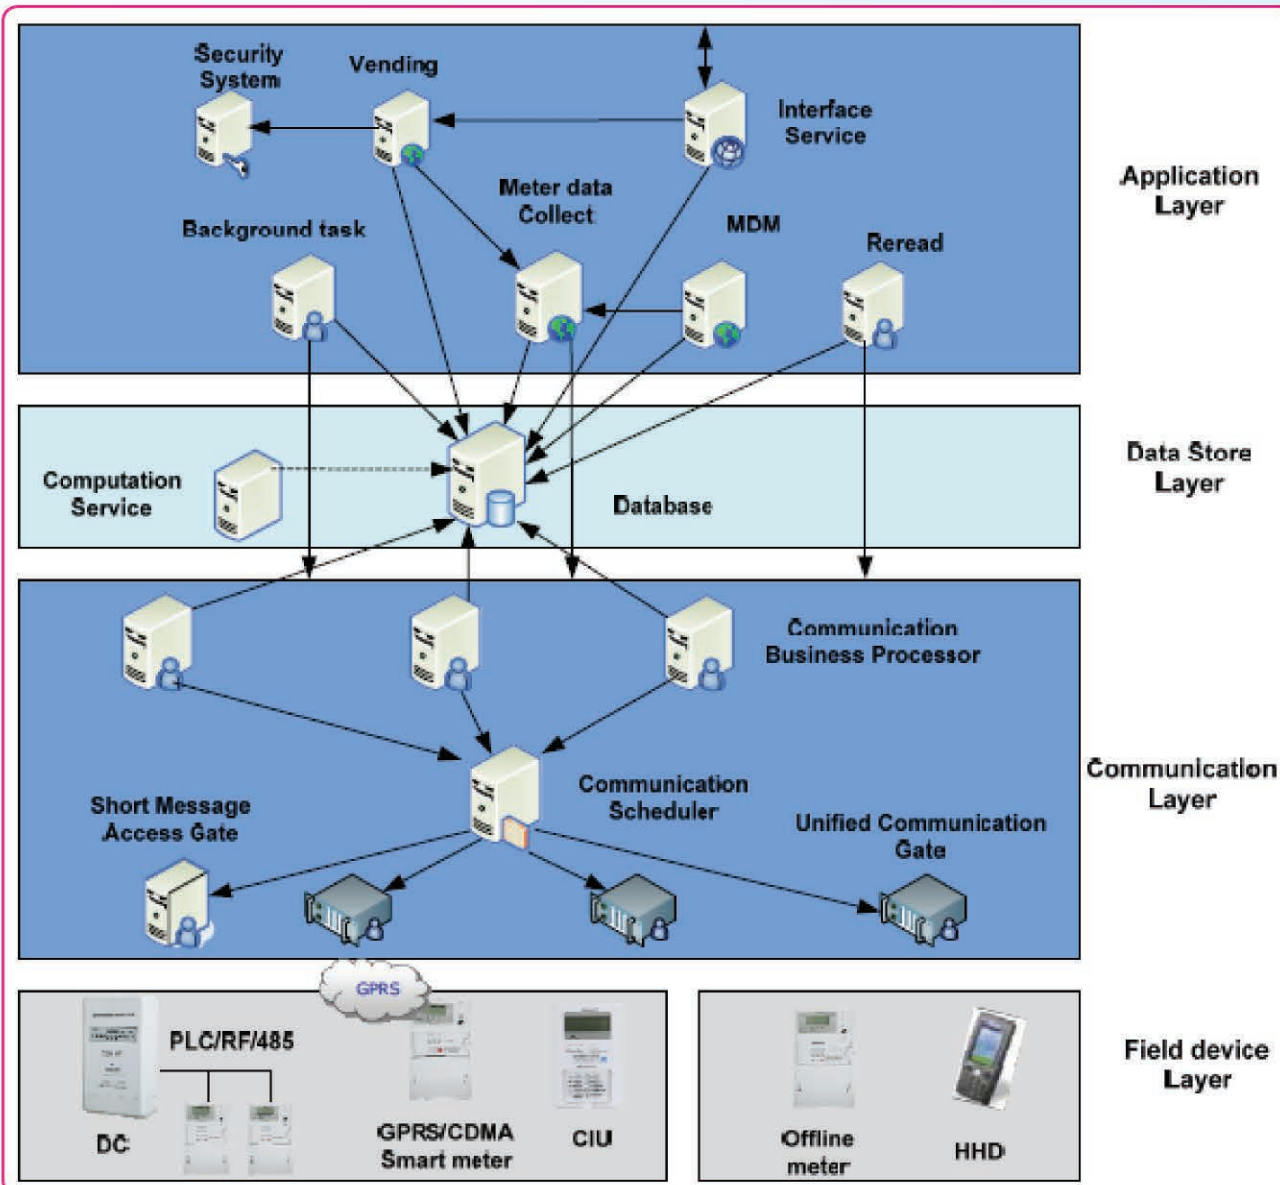 Security
System
Vending
Interface
Service
Meter data
Collect
Background task
MDM
Reread
Application
Layer
Computation
Service
Database
Data Store
Layer
Communication
Business Processor
Communication
Scheduler
Short Message
Access Gate
Unified Communication
Gate
Communication
Layer
GPRS
PLC/RF/485
DC
GPRS/CDMA
Smart meter
CIU
Offline
meter
HHD
Field device
Layer